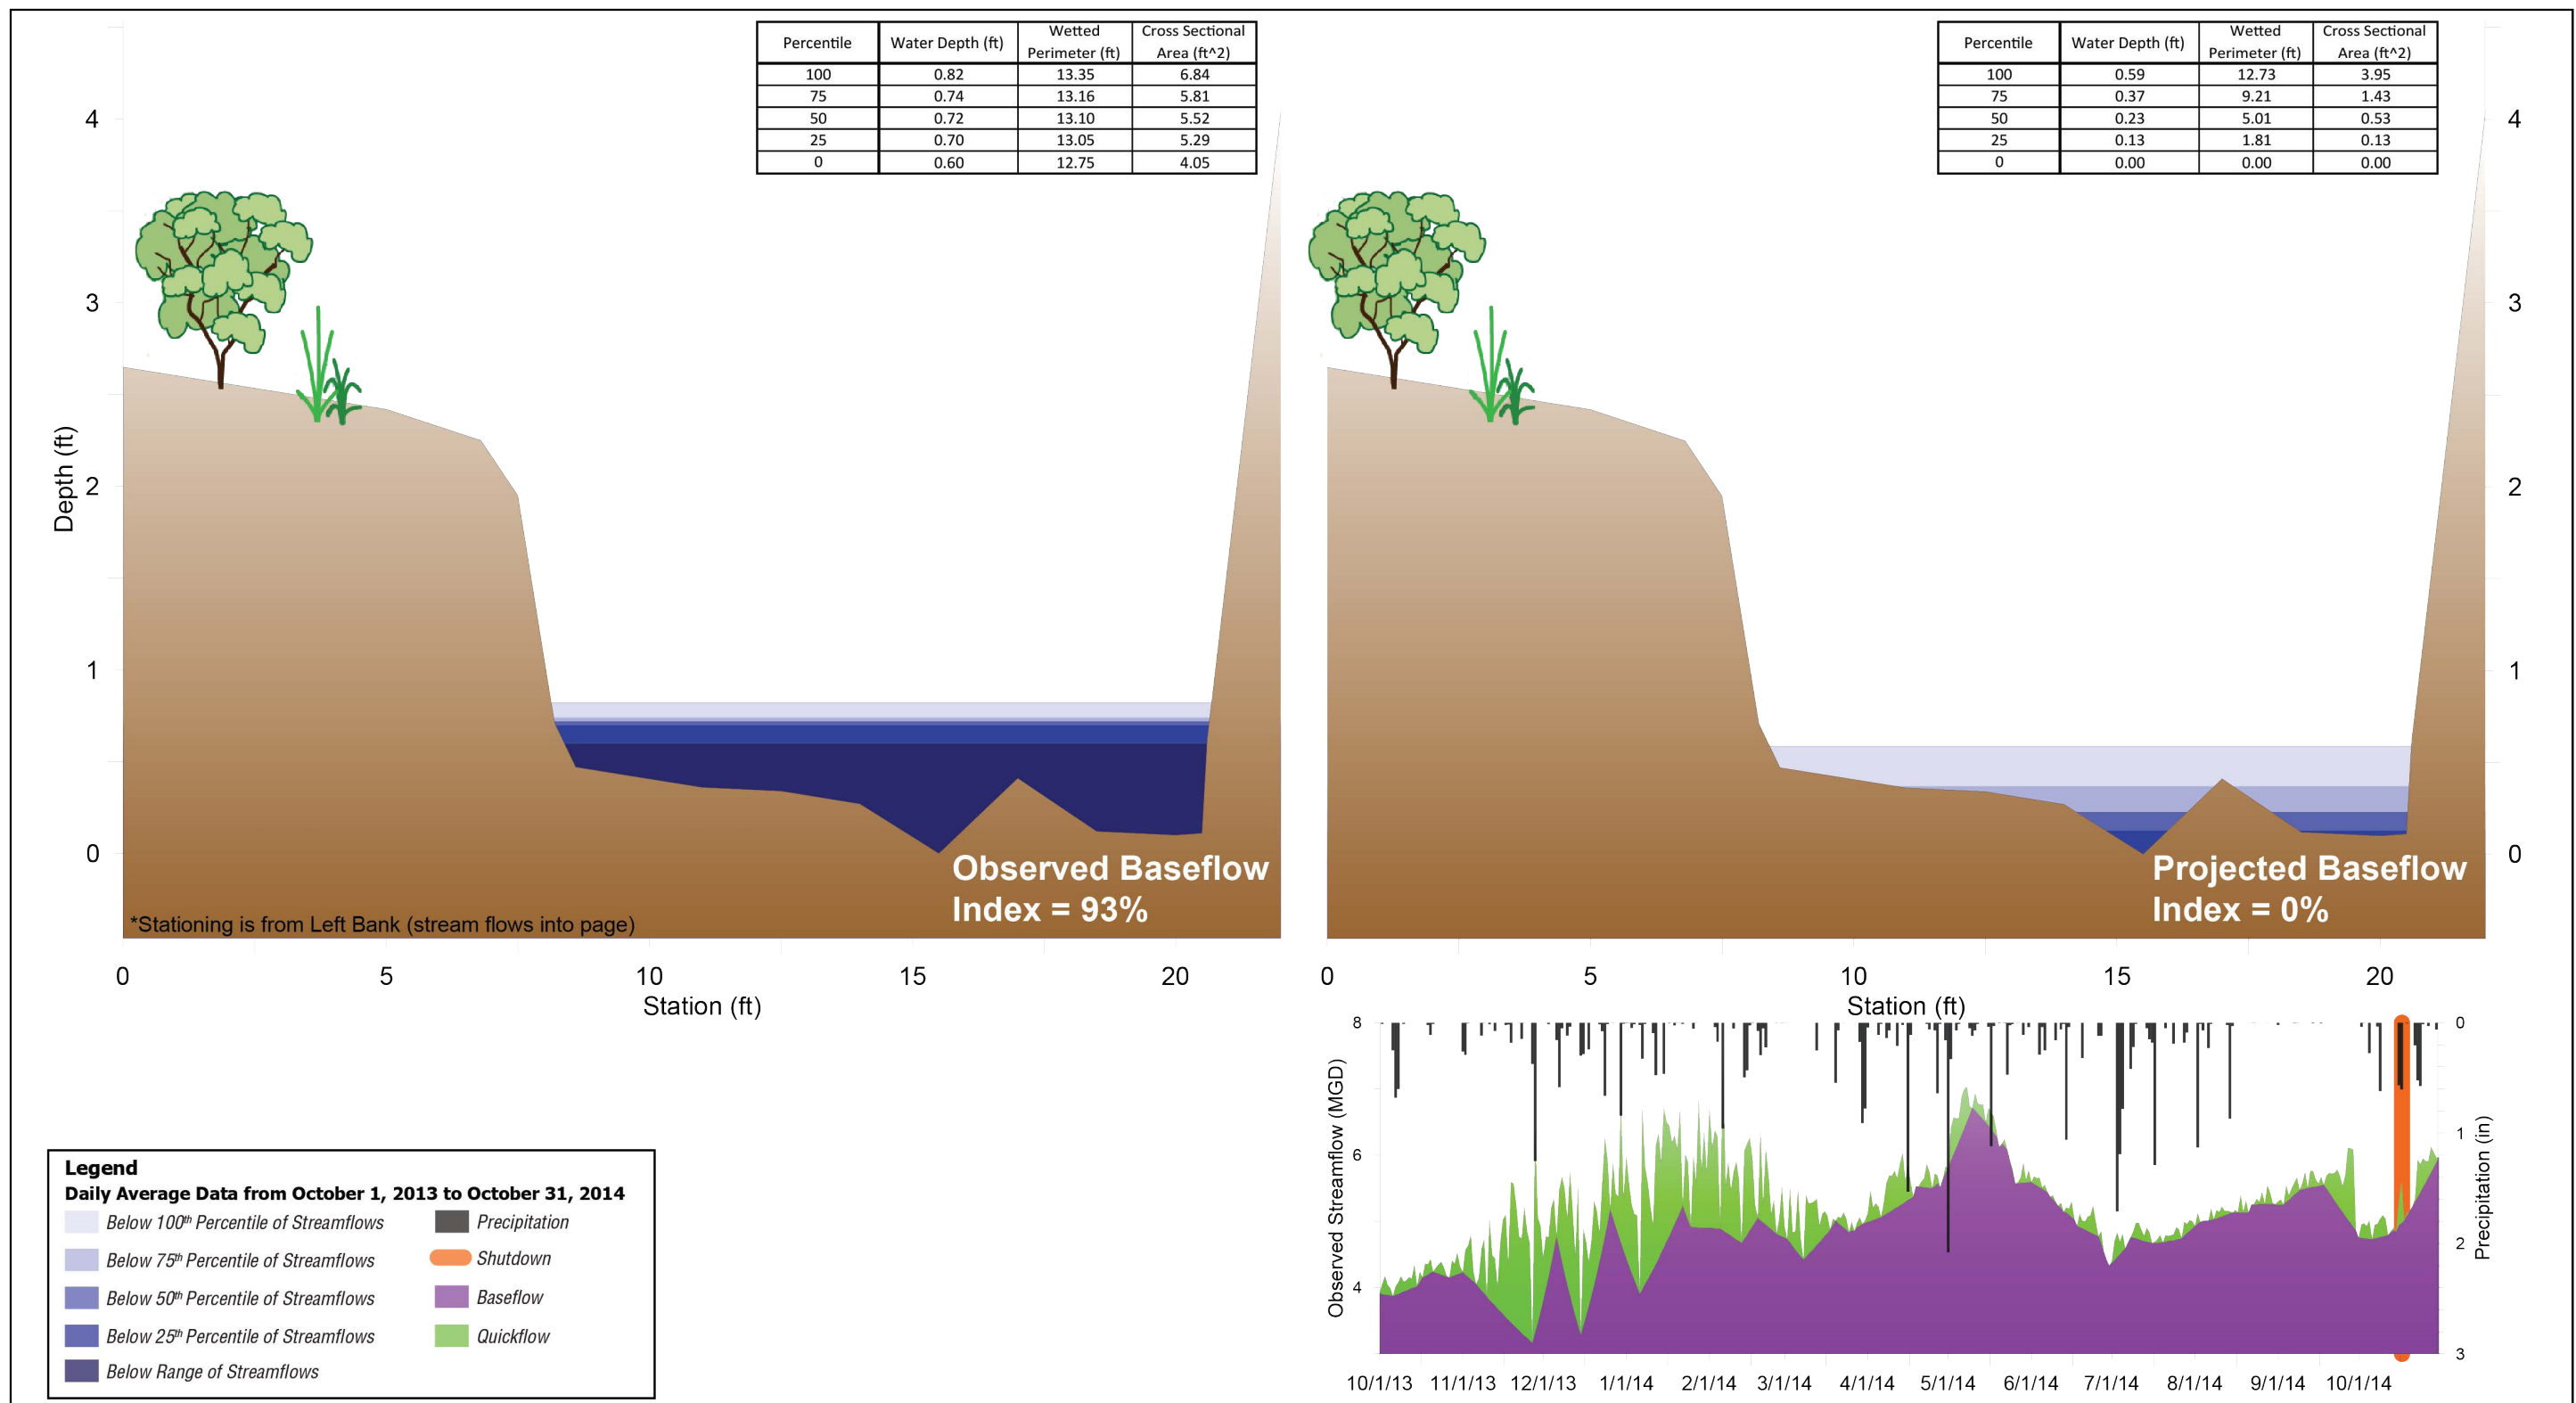 Percentile Water Depth (ft) Wetted Perimeter (ft) Cross Sectional Area (ft^2)
100 0.82 13.35 6.84
75 0.74 13.16 5.81
50 0.72 13.10 5.52
25 0.70 13.05 5.29
0 0.60 12.75 4.05
Percentile Water Depth (ft) Wetted Perimeter (ft) Cross Sectional Area (ft^2)
100 0.59 12.73 3.95
75 0.37 9.21 1.43
50 0.23 5.01 0.53
25 0.13 1.81 0.13
0 0.00 0.00 0.00
4
3
2
1
0
Depth (ft)
Observed Baseflow
Index = 93%
*Stationing is from Left Bank (stream flows into page)
0 5 10 15 20
Station (ft)
4
3
2
1
0
Projected Baseflow
Index = 0%
0 5 10 15 20
Station (ft)
Legend
Daily Average Data from October 1, 2013 to October 31, 2014
Below 100th Percentile of Streamflows
Below 75th Percentile of Streamflows
Below 50th Percentile of Streamflows
Below 25th Percentile of Streamflows
Below Range of Streamflows
Precipitation
Shutdown
Baseflow
Quickflow
8
6
4
Observed Streamflow (MGD)
0
1
2
3
Precipitation (in)
10/1/13 11/1/13 12/1/13 1/1/14 2/1/14 3/1/14 4/1/14 5/1/14 6/1/14 7/1/14 8/1/14 9/1/14 10/1/14